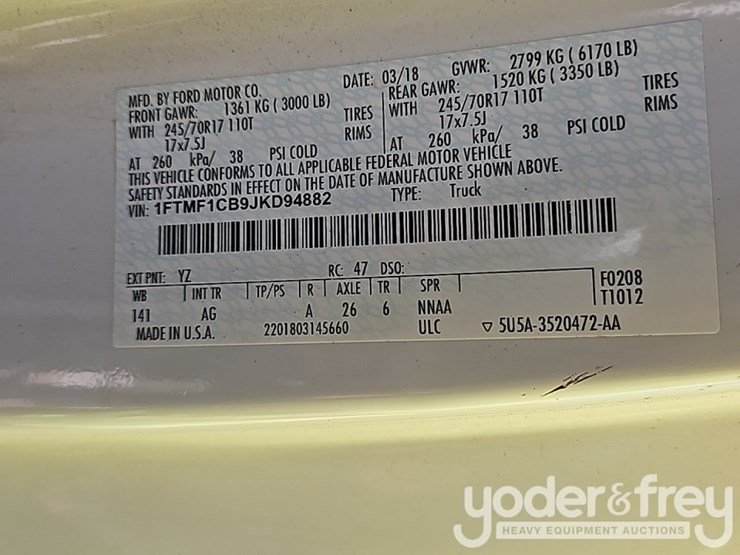 MFD. BY FORD MOTOR CO.
DATE: 03/18
GVWR: 2799 KG ( 6170 LB)
FRONT GAWR: 1361 KG ( 3000 LB)
REAR GAWR: 1520 KG ( 3350 LB)
WITH 245/70R17 110T TIRES
WITH 245/70R17 110T TIRES
17x7.5J RIMS
17x7.5J RIMS
AT 260 kPa/ 38 PSI COLD
AT 260 kPa/ 38 PSI COLD
THIS VEHICLE CONFORMS TO ALL APPLICABLE FEDERAL MOTOR VEHICLE
SAFETY STANDARDS IN EFFECT ON THE DATE OF MANUFACTURE SHOWN ABOVE.
VIN: 1FTMF1CB9JKD94882
TYPE: Truck
EXT PNT: YZ
RC: 47 DSO:
WB INT TR TP/PS R AXLE TR SPR
141 AG A 26 6 NNAA
F0208
T1012
MADE IN U.S.A.
2201803145660
ULC
▽ 5U5A-3520472-AA
yoder&frey
HEAVY EQUIPMENT AUCTIONS